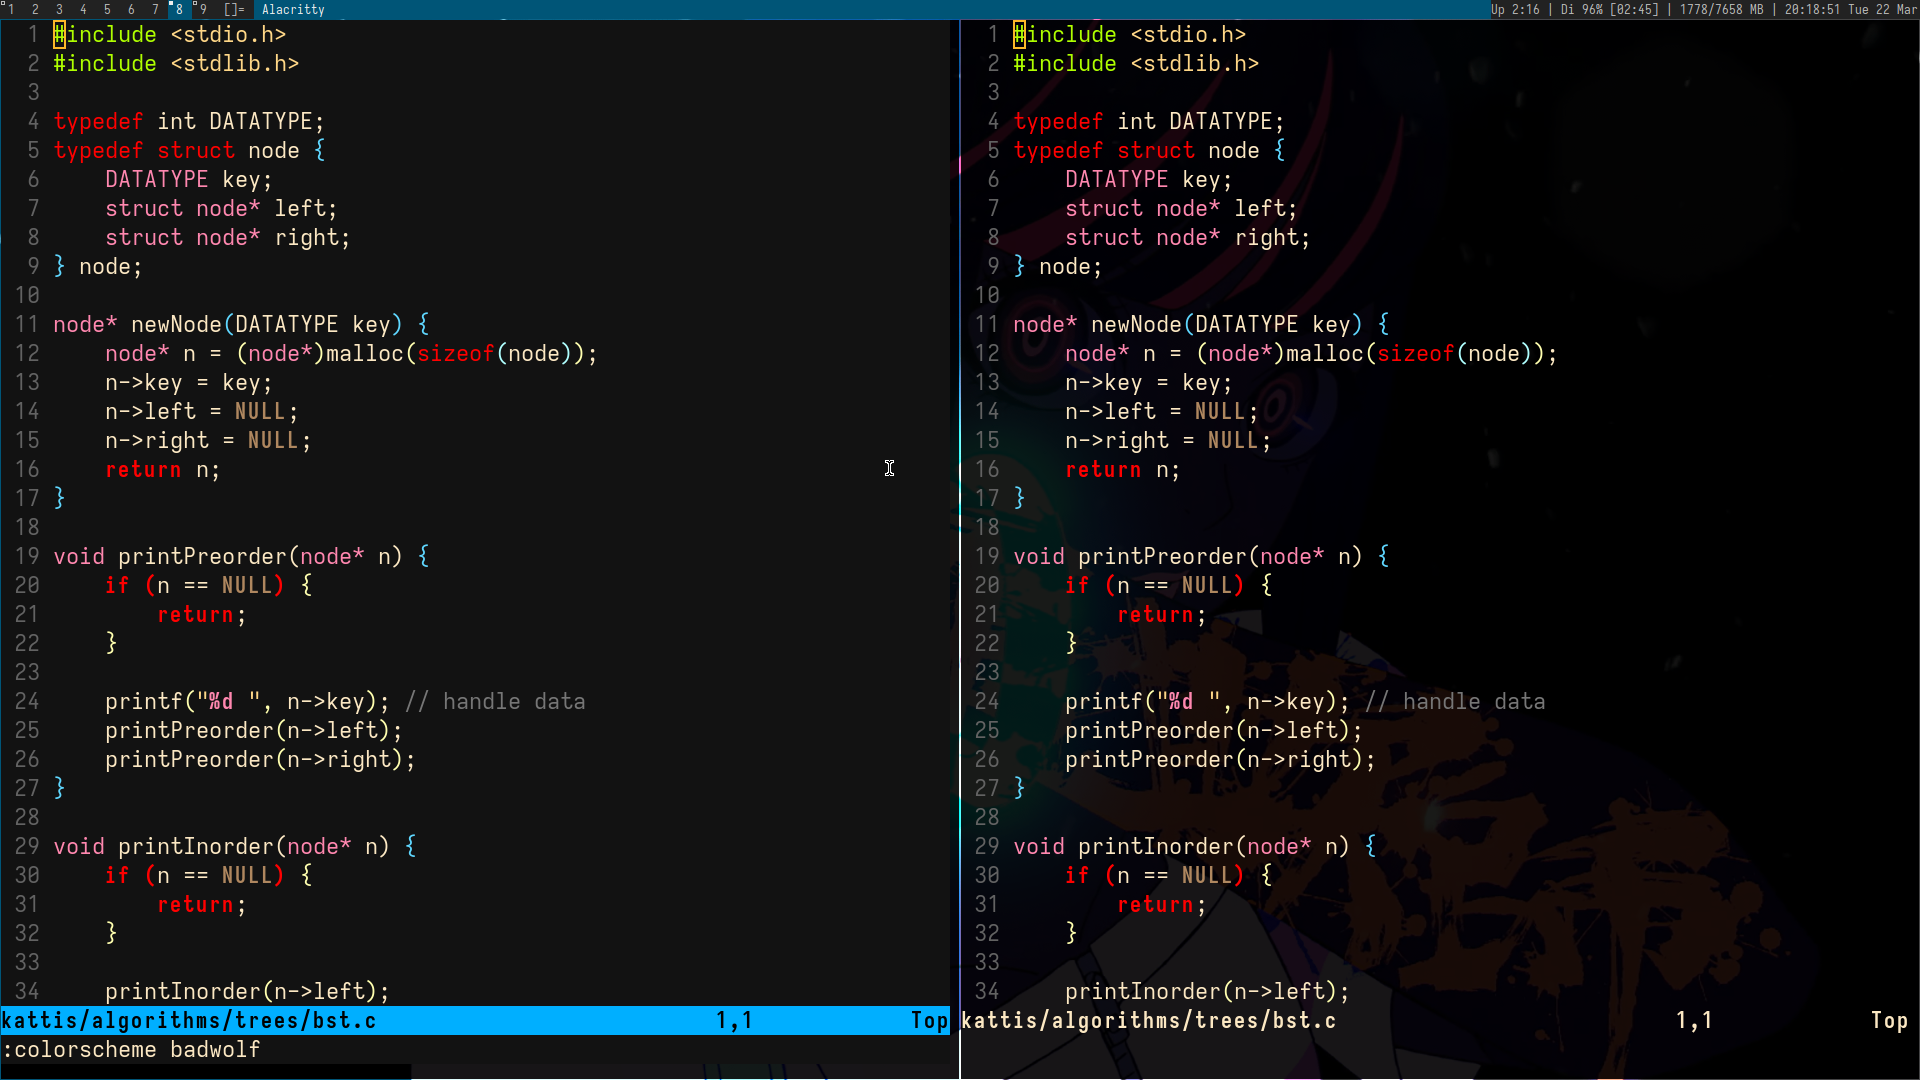 1 2 3 4 5 6 7 8 9 []= Alacritty Up 2:16 | Di 96% [02:45] | 1778/7658 MB | 20:18:51 Tue 22 Mar
1 #include <stdio.h>
2 #include <stdlib.h>
3
4 typedef int DATATYPE;
5 typedef struct node {
6     DATATYPE key;
7     struct node* left;
8     struct node* right;
9 } node;
10
11 node* newNode(DATATYPE key) {
12     node* n = (node*)malloc(sizeof(node));
13     n->key = key;
14     n->left = NULL;
15     n->right = NULL;
16     return n;
17 }
18
19 void printPreorder(node* n) {
20     if (n == NULL) {
21         return;
22     }
23
24     printf("%d ", n->key); // handle data
25     printPreorder(n->left);
26     printPreorder(n->right);
27 }
28
29 void printInorder(node* n) {
30     if (n == NULL) {
31         return;
32     }
33
34     printInorder(n->left);
kattis/algorithms/trees/bst.c 1,1 Top
:colorscheme badwolf
1 #include <stdio.h>
2 #include <stdlib.h>
3
4 typedef int DATATYPE;
5 typedef struct node {
6     DATATYPE key;
7     struct node* left;
8     struct node* right;
9 } node;
10
11 node* newNode(DATATYPE key) {
12     node* n = (node*)malloc(sizeof(node));
13     n->key = key;
14     n->left = NULL;
15     n->right = NULL;
16     return n;
17 }
18
19 void printPreorder(node* n) {
20     if (n == NULL) {
21         return;
22     }
23
24     printf("%d ", n->key); // handle data
25     printPreorder(n->left);
26     printPreorder(n->right);
27 }
28
29 void printInorder(node* n) {
30     if (n == NULL) {
31         return;
32     }
33
34     printInorder(n->left);
kattis/algorithms/trees/bst.c 1,1 Top